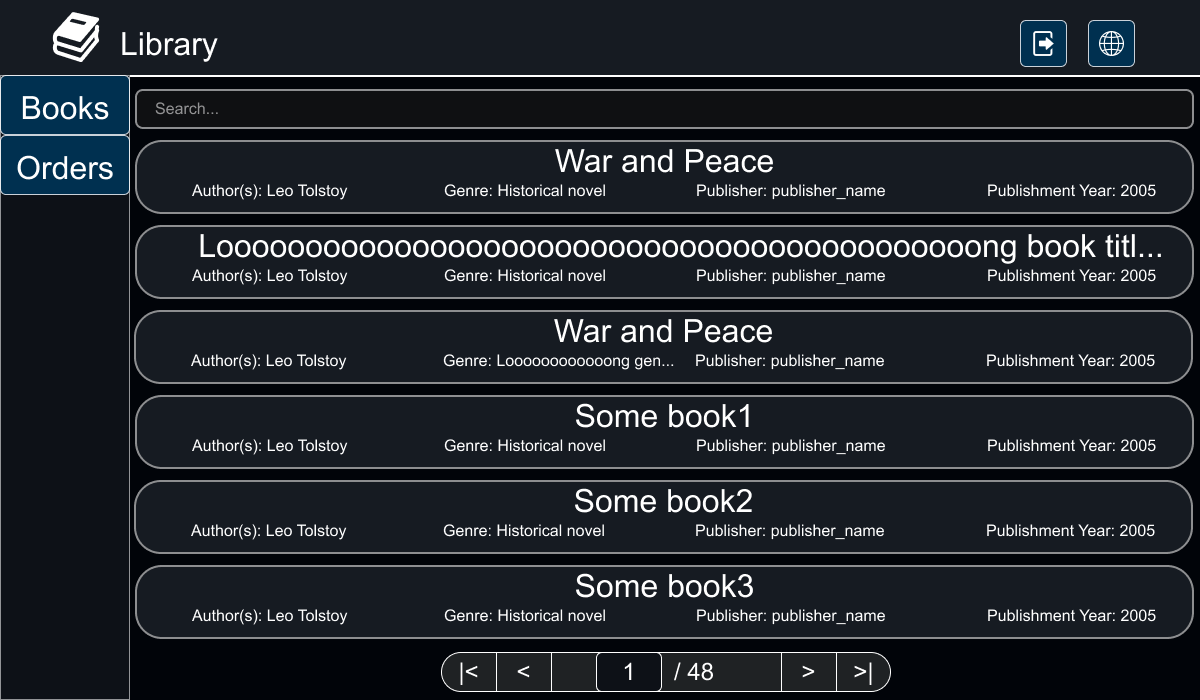 Library
Books
Orders
Search...
War and Peace
Author(s): Leo Tolstoy Genre: Historical novel Publisher: publisher_name Publishment Year: 2005
Looooooooooooooooooooooooooooooooooooooooooong book titl...
Author(s): Leo Tolstoy Genre: Historical novel Publisher: publisher_name Publishment Year: 2005
War and Peace
Author(s): Leo Tolstoy Genre: Loooooooooooong gen... Publisher: publisher_name Publishment Year: 2005
Some book1
Author(s): Leo Tolstoy Genre: Historical novel Publisher: publisher_name Publishment Year: 2005
Some book2
Author(s): Leo Tolstoy Genre: Historical novel Publisher: publisher_name Publishment Year: 2005
Some book3
Author(s): Leo Tolstoy Genre: Historical novel Publisher: publisher_name Publishment Year: 2005
|< < 1 / 48 > >|